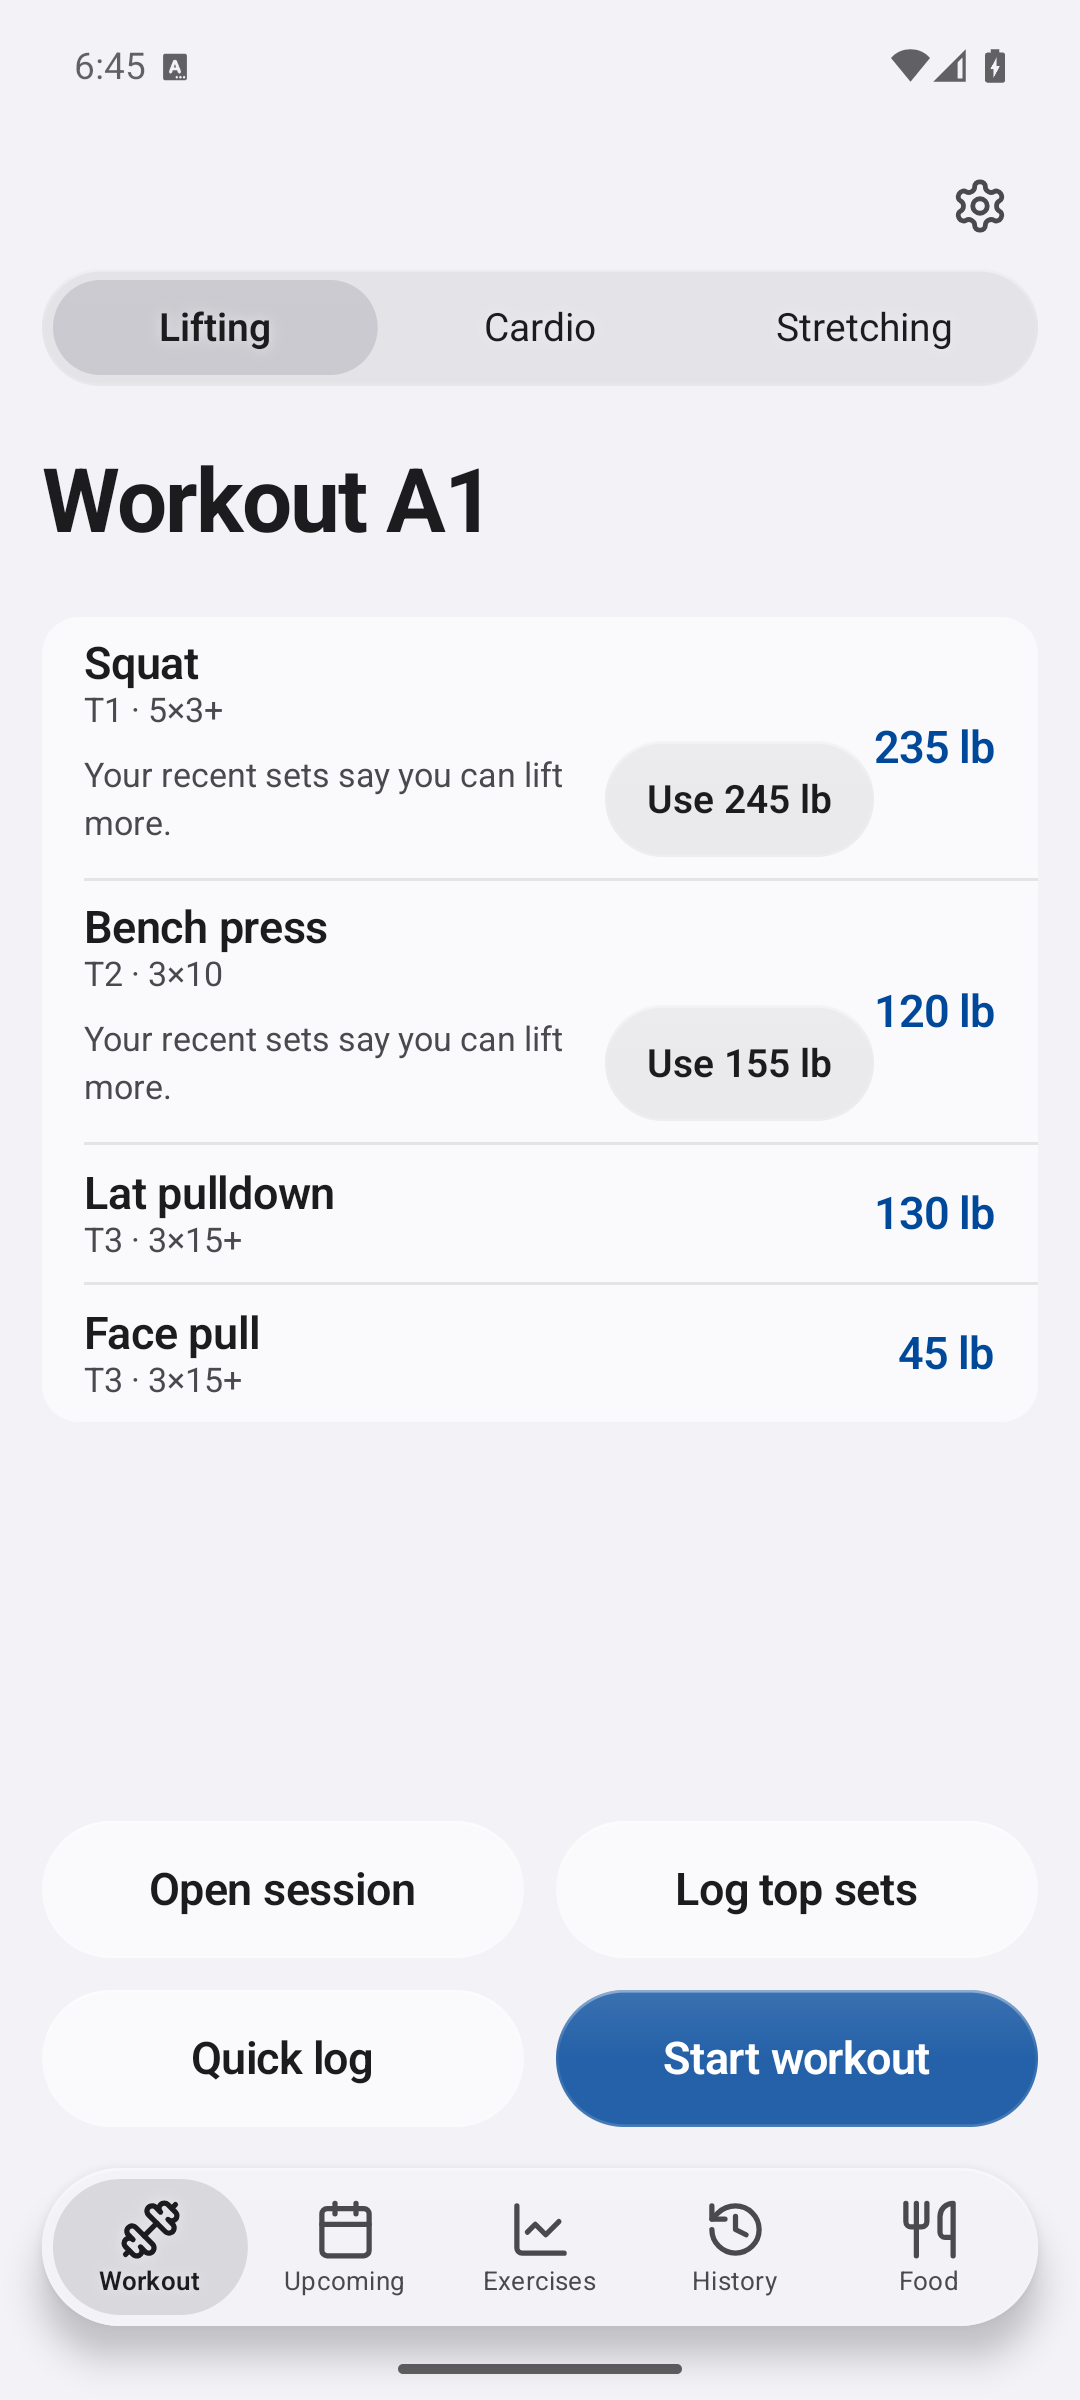 6:45
Lifting
Cardio
Stretching
Workout A1
Squat
T1 · 5×3+
Your recent sets say you can lift
more.
Use 245 lb
235 lb
Bench press
T2 · 3×10
Your recent sets say you can lift
more.
Use 155 lb
120 lb
Lat pulldown
T3 · 3×15+
130 lb
Face pull
T3 · 3×15+
45 lb
Open session
Log top sets
Quick log
Start workout
Workout
Upcoming
Exercises
History
Food